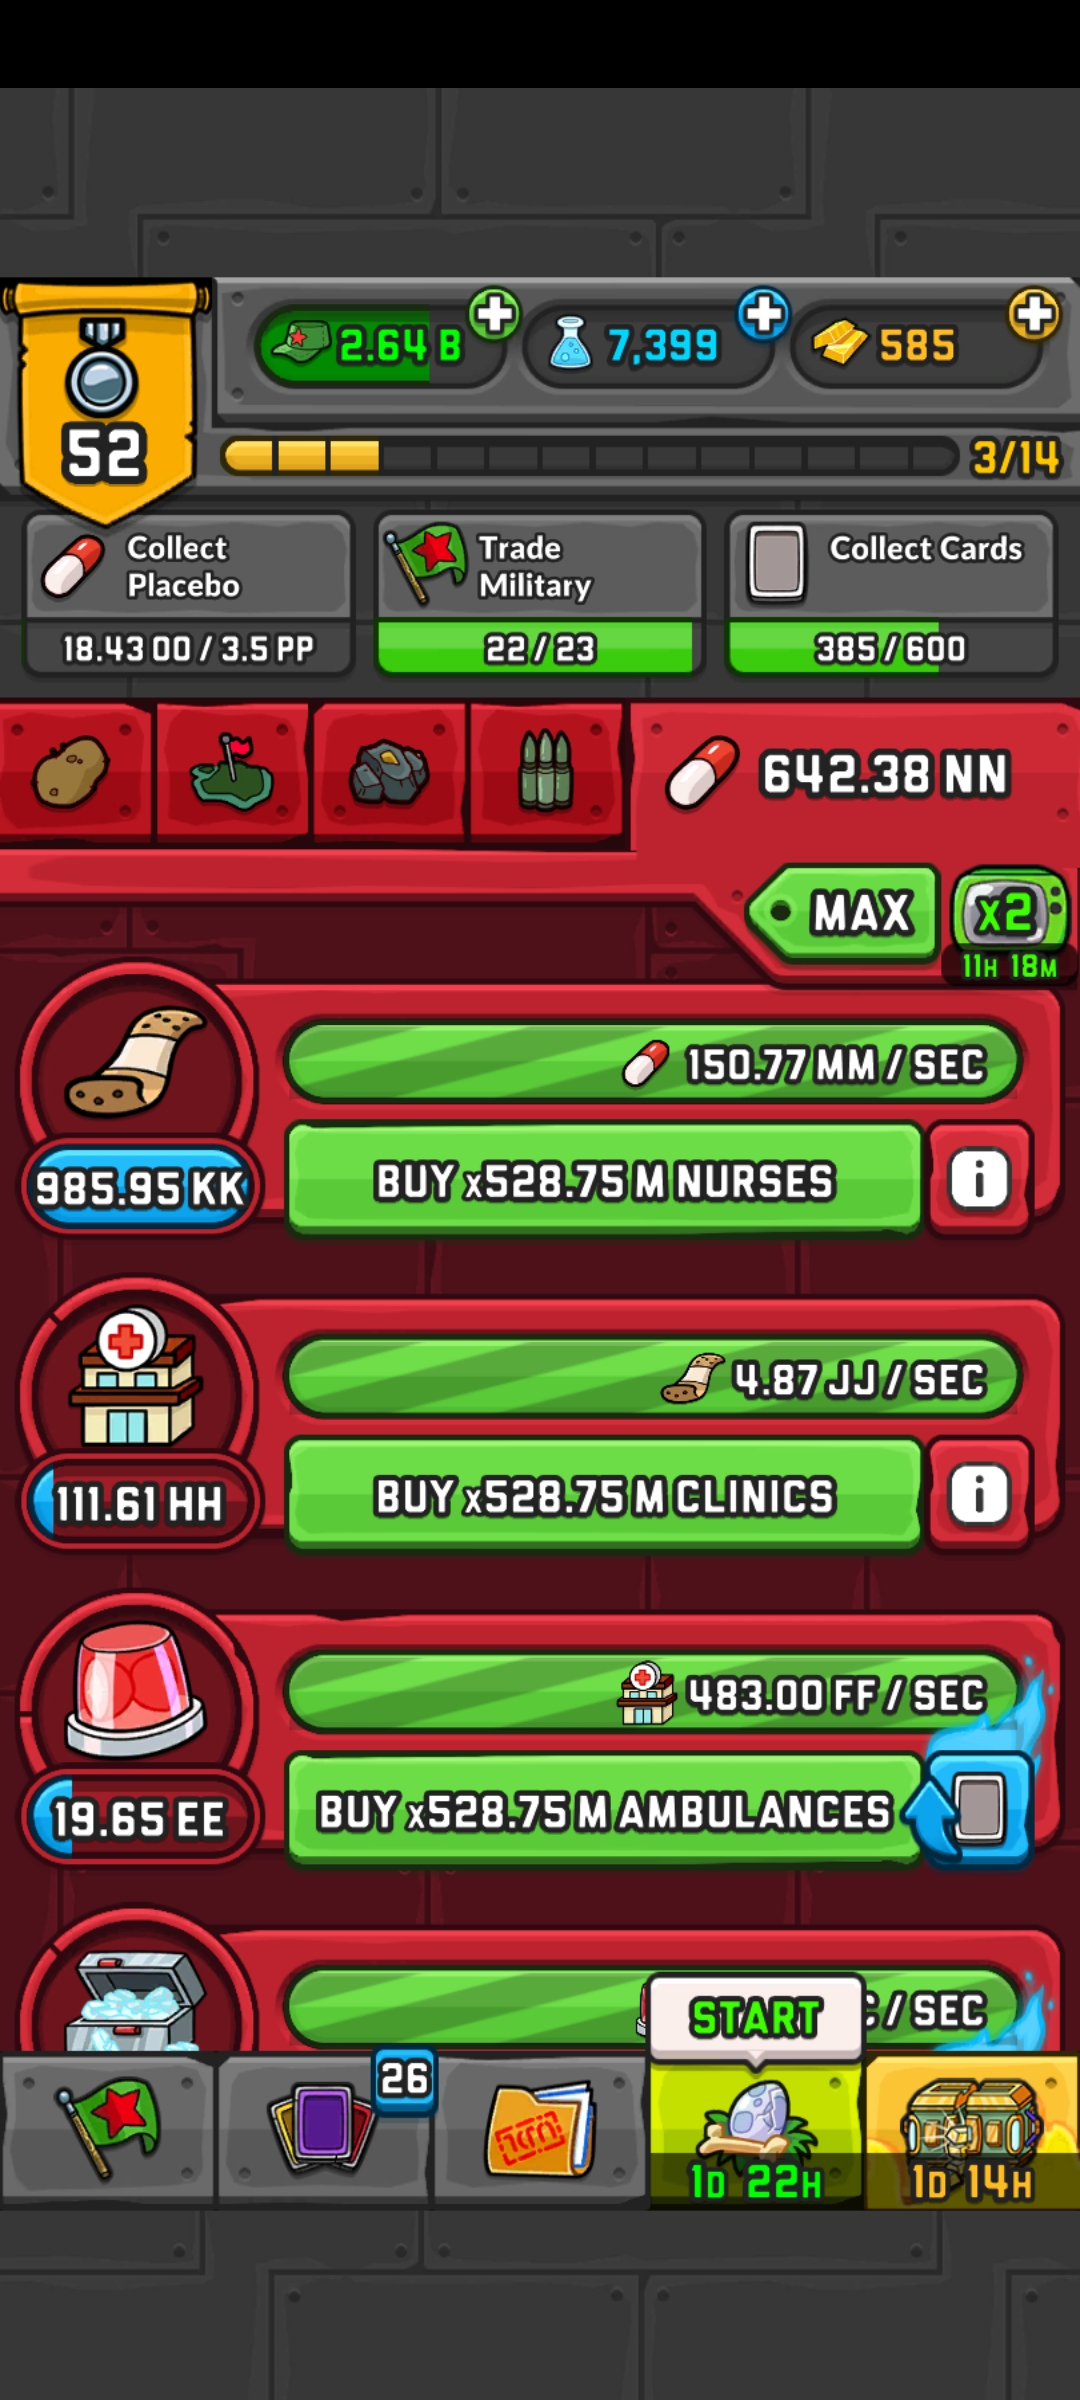 2.64 B
7,399
585
52
3/14
Collect
Placebo
18.43 OO / 3.5 PP
Trade
Military
22 / 23
Collect Cards
385 / 600
642.38 NN
MAX
x2
11H 18M
150.77 MM / SEC
985.95 KK
BUY x528.75 M NURSES
i
4.87 JJ / SEC
111.61 HH
BUY x528.75 M CLINICS
i
483.00 FF / SEC
19.65 EE
BUY x528.75 M AMBULANCES
/ SEC
START
26
1D 22H
1D 14H